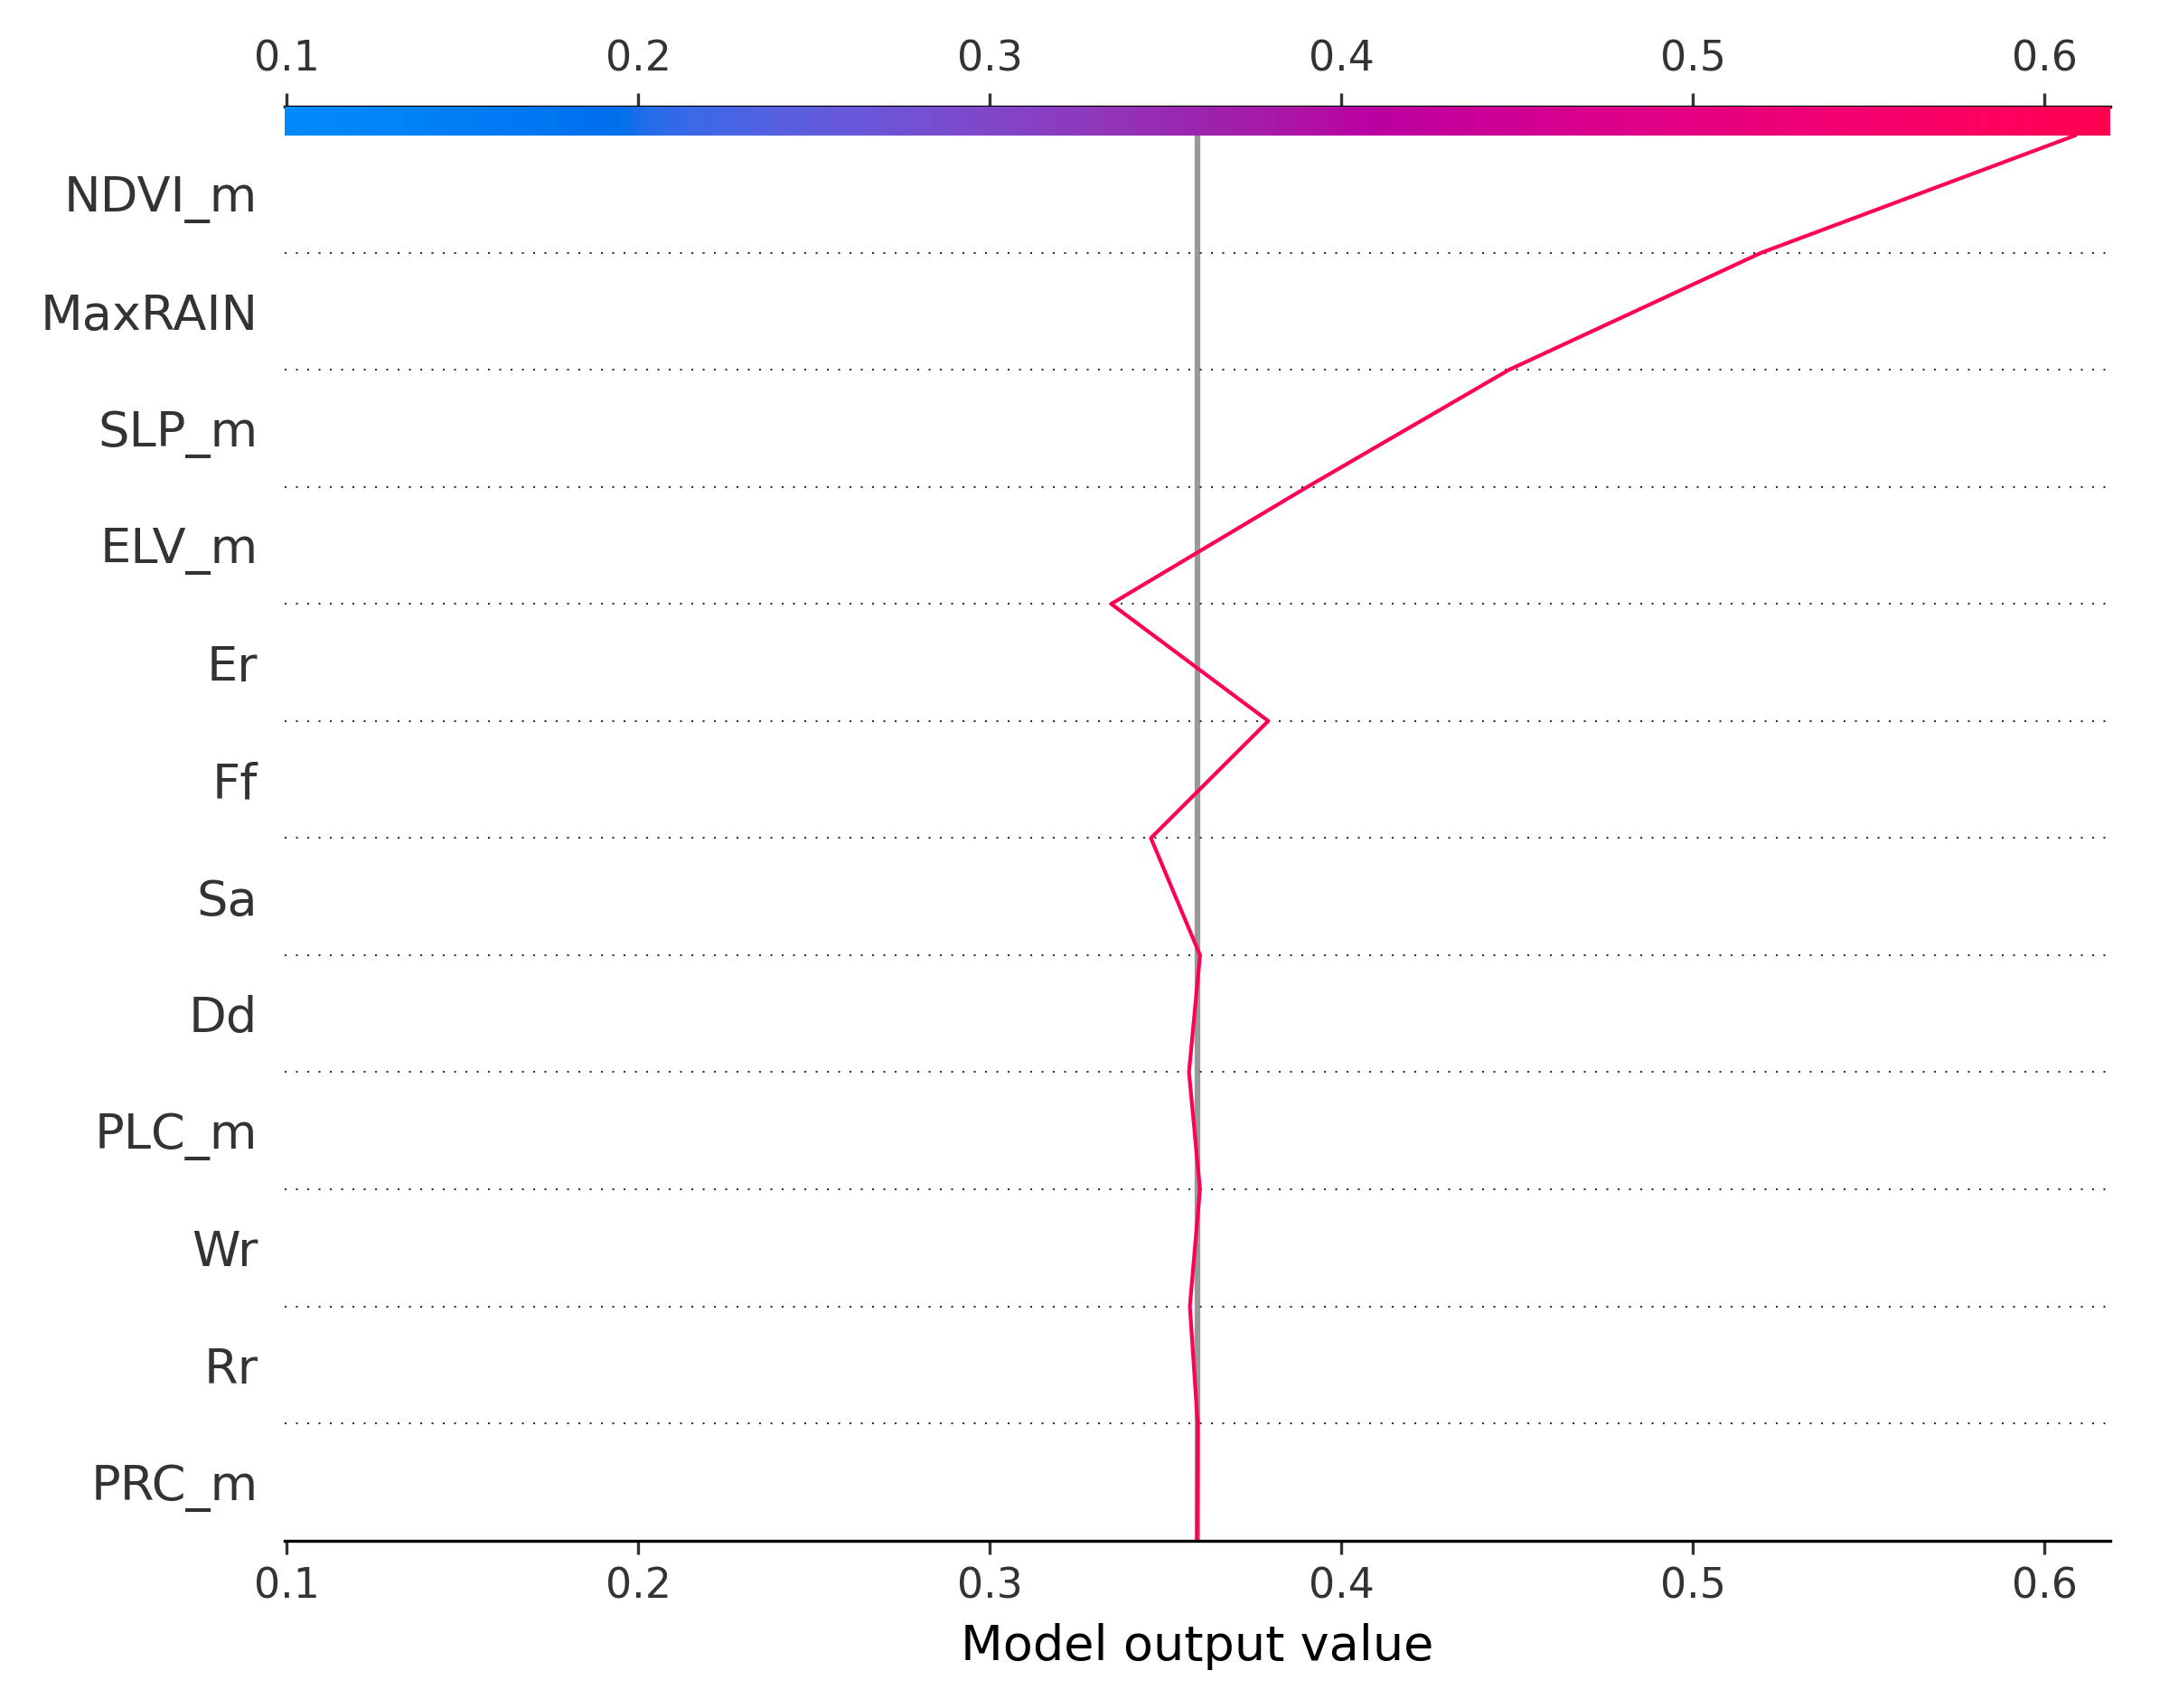 0.1 0.2 0.3 0.4 0.5 0.6
NDVI_m
MaxRAIN
SLP_m
ELV_m
Er
Ff
Sa
Dd
PLC_m
Wr
Rr
PRC_m
0.1 0.2 0.3 0.4 0.5 0.6
Model output value